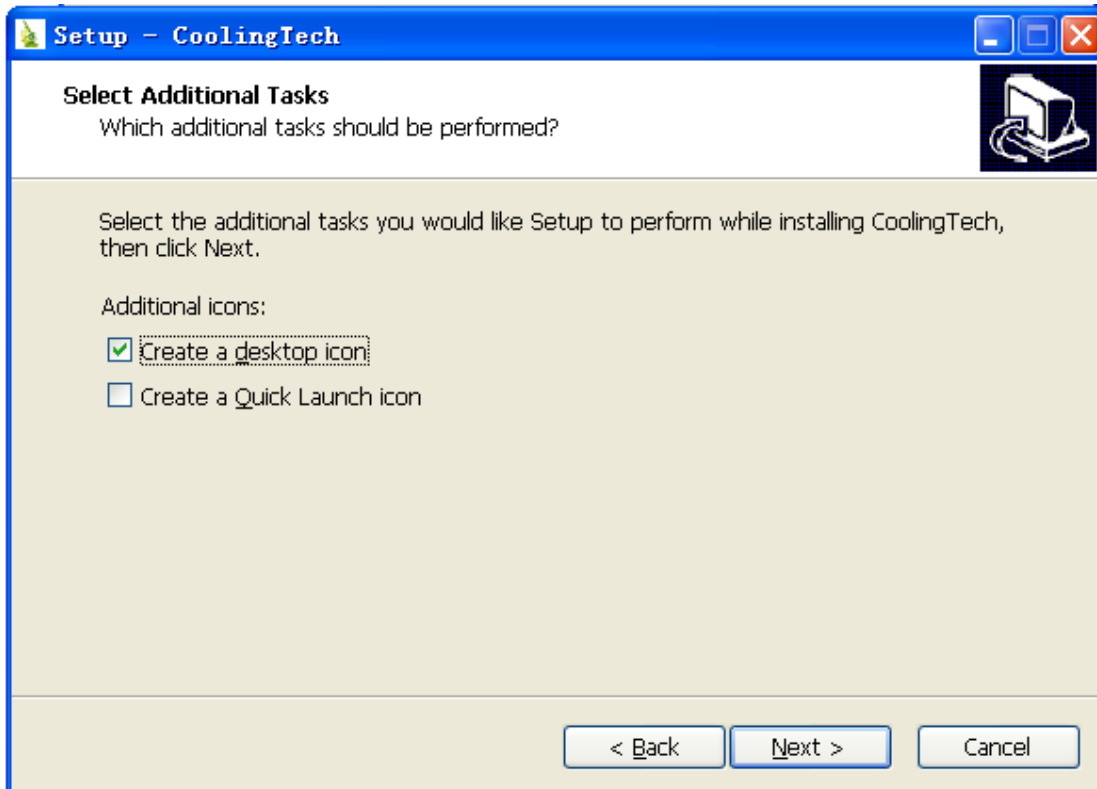 Setup - CoolingTech
Select Additional Tasks
Which additional tasks should be performed?
Select the additional tasks you would like Setup to perform while installing CoolingTech,
then click Next.
Additional icons:
Create a desktop icon
Create a Quick Launch icon
< Back
Next >
Cancel